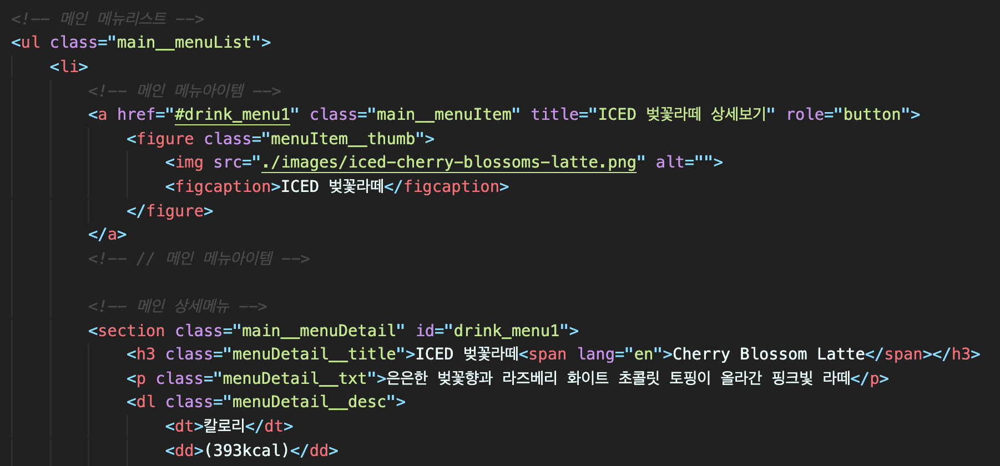 <!-- 메인 메뉴리스트 -->
<ul class="main__menuList">
<li>
<!-- 메인 메뉴아이템 -->
<a href="#drink_menu1" class="main__menuItem" title="ICED 벚꽃라떼 상세보기" role="button">
<figure class="menuItem__thumb">
<img src="./images/iced-cherry-blossoms-latte.png" alt="">
<figcaption>ICED 벚꽃라떼</figcaption>
</figure>
</a>
<!-- // 메인 메뉴아이템 -->
<!-- 메인 상세메뉴 -->
<section class="main__menuDetail" id="drink_menu1">
<h3 class="menuDetail__title">ICED 벚꽃라떼<span lang="en">Cherry Blossom Latte</span></h3>
<p class="menuDetail__txt">은은한 벚꽃향과 라즈베리 화이트 초콜릿 토핑이 올라간 핑크빛 라떼</p>
<dl class="menuDetail__desc">
<dt>칼로리</dt>
<dd>(393kcal)</dd>